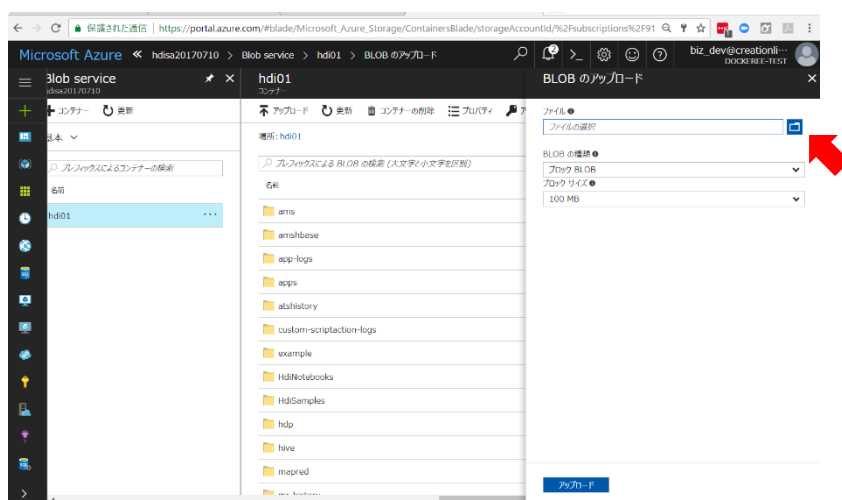 保護された通信 | https://portal.azure.com/#blade/Microsoft_Azure_Storage/ContainersBlade/storageAccountId/%2Fsubscriptions%2F91
Microsoft Azure « hdisa20170710 > Blob service > hdi01 > BLOB のアップロード
2
biz_dev@creationli…
DOCKEREE-TEST
Blob service
hdisa20170710
コンテナー 更新
基本
プレフィックスによるコンテナーの検索
名前
hdi01 ...
hdi01
コンテナー
アップロード 更新 コンテナーの削除 プロパティ ア
場所: hdi01
プレフィックスによる BLOB の検索 (大文字と小文字を区別)
名前
ams
amshbase
app-logs
apps
atshistory
custom-scriptaction-logs
example
HdiNotebooks
HdiSamples
hdp
hive
mapred
mr-history
BLOB のアップロード
ファイル
ファイルの選択
BLOB の種類
ブロック BLOB
ブロック サイズ
100 MB
アップロード